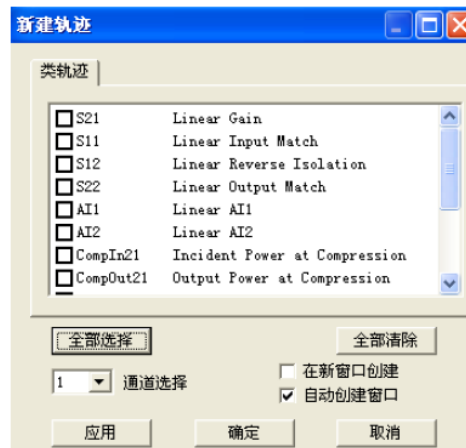 新建轨迹
类轨迹
S21 Linear Gain
S11 Linear Input Match
S12 Linear Reverse Isolation
S22 Linear Output Match
AI1 Linear AI1
AI2 Linear AI2
CompIn21 Incident Power at Compression
CompOut21 Output Power at Compression
全部选择 全部清除
1 通道选择 在新窗口创建
自动创建窗口
应用 确定 取消